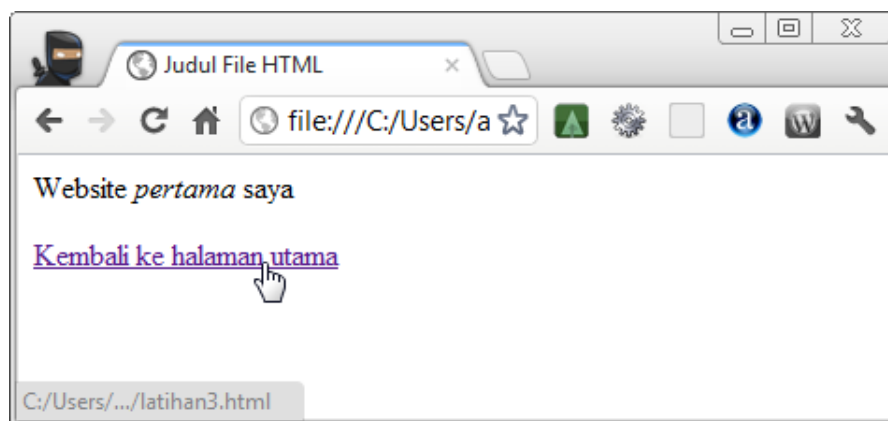 Judul File HTML
file:///C:/Users/a
Website pertama saya
Kembali ke halaman utama
C:/Users/.../latihan3.html